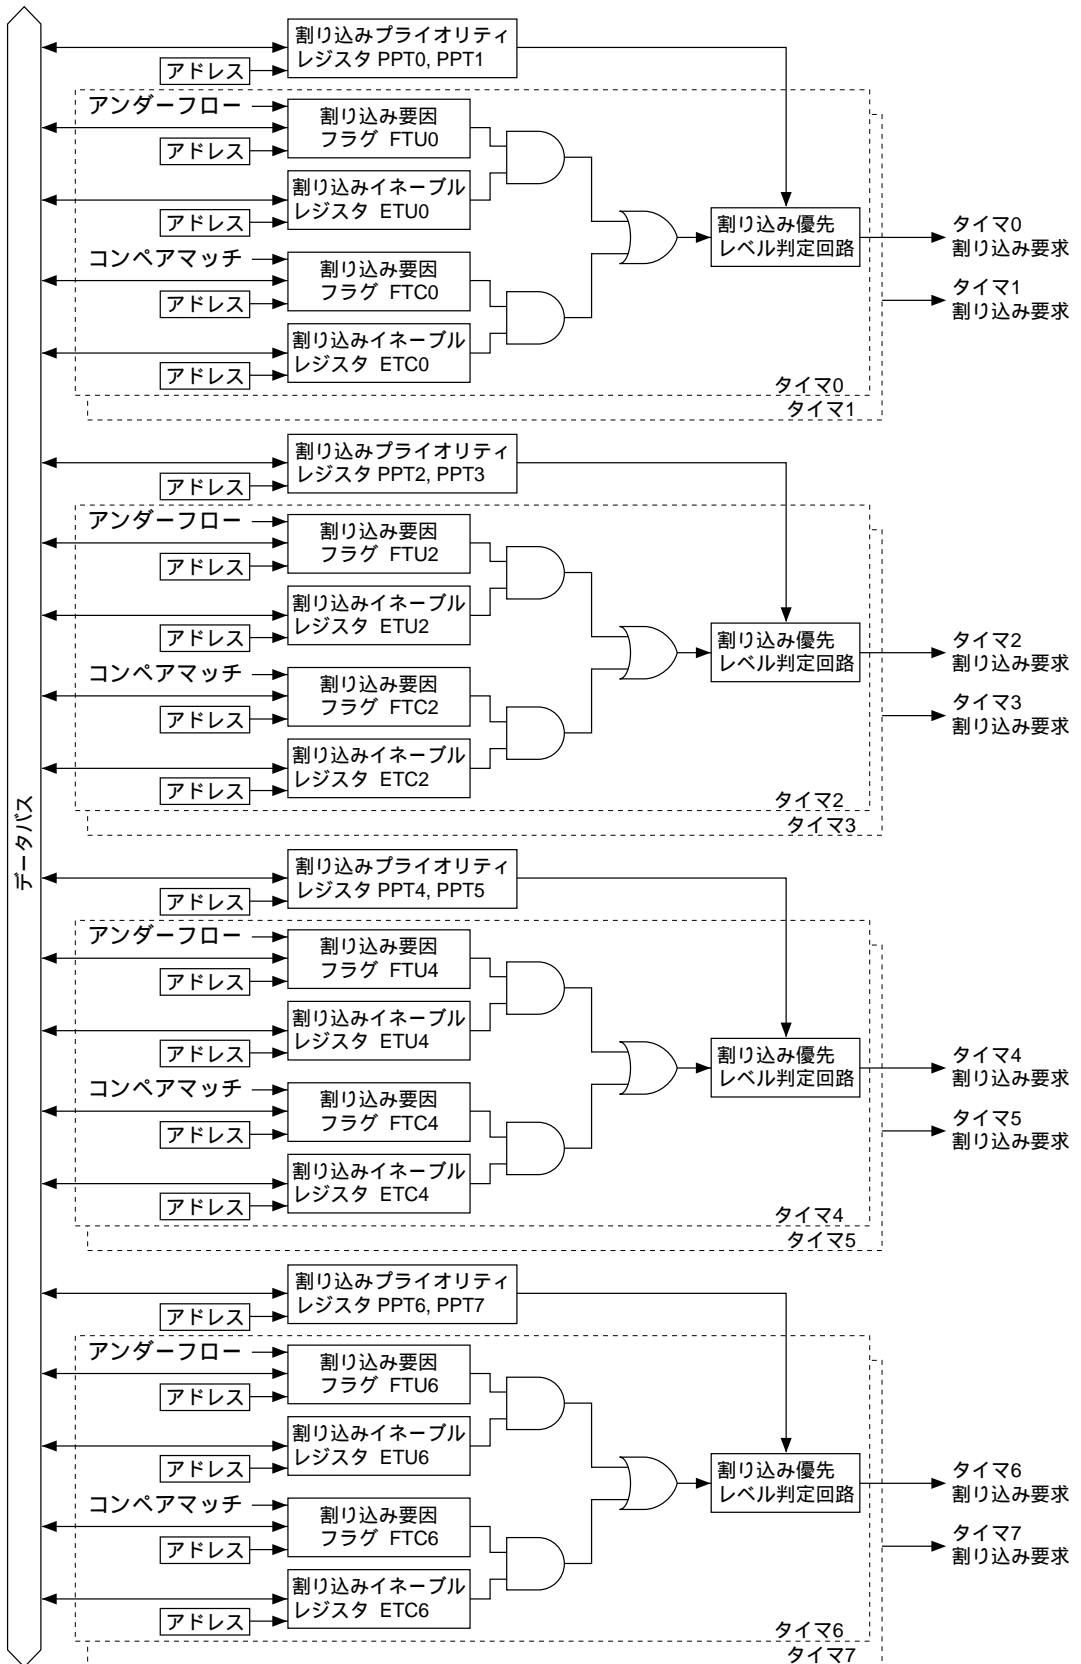 割り込みプライオリティ
レジスタ PPT0, PPT1
アドレス
アンダーフロー
割り込み要因
フラグ FTU0
アドレス
割り込みイネーブル
レジスタ ETU0
アドレス
コンペアマッチ
割り込み要因
フラグ FTC0
アドレス
割り込みイネーブル
レジスタ ETC0
アドレス
割り込み優先
レベル判定回路
タイマ0
割り込み要求
タイマ1
割り込み要求
タイマ0
タイマ1
割り込みプライオリティ
レジスタ PPT2, PPT3
アドレス
アンダーフロー
割り込み要因
フラグ FTU2
アドレス
割り込みイネーブル
レジスタ ETU2
アドレス
コンペアマッチ
割り込み要因
フラグ FTC2
アドレス
割り込みイネーブル
レジスタ ETC2
アドレス
割り込み優先
レベル判定回路
タイマ2
割り込み要求
タイマ3
割り込み要求
タイマ2
タイマ3
データバス
割り込みプライオリティ
レジスタ PPT4, PPT5
アドレス
アンダーフロー
割り込み要因
フラグ FTU4
アドレス
割り込みイネーブル
レジスタ ETU4
アドレス
コンペアマッチ
割り込み要因
フラグ FTC4
アドレス
割り込みイネーブル
レジスタ ETC4
アドレス
割り込み優先
レベル判定回路
タイマ4
割り込み要求
タイマ5
割り込み要求
タイマ4
タイマ5
割り込みプライオリティ
レジスタ PPT6, PPT7
アドレス
アンダーフロー
割り込み要因
フラグ FTU6
アドレス
割り込みイネーブル
レジスタ ETU6
アドレス
コンペアマッチ
割り込み要因
フラグ FTC6
アドレス
割り込みイネーブル
レジスタ ETC6
アドレス
割り込み優先
レベル判定回路
タイマ6
割り込み要求
タイマ7
割り込み要求
タイマ6
タイマ7